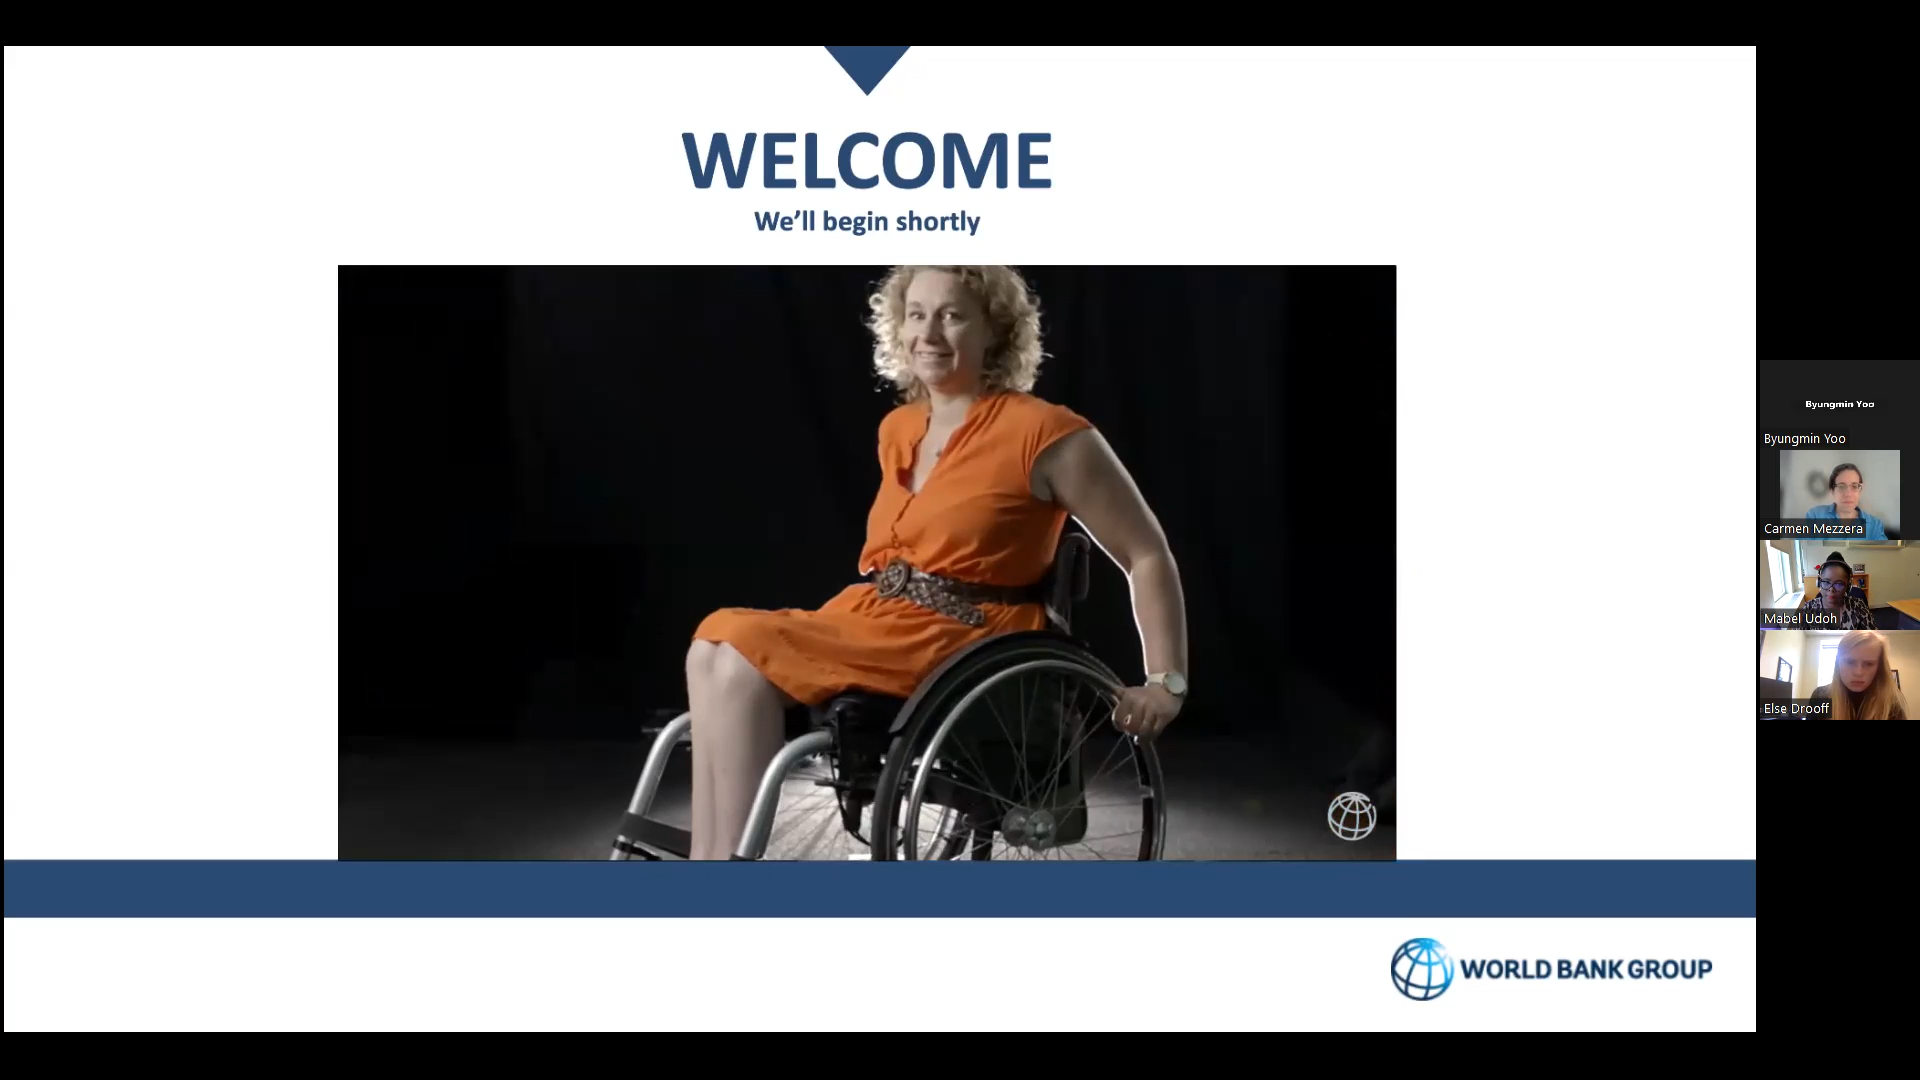 WELCOME
We'll begin shortly
WORLD BANK GROUP
Byungmin Yoo
Byungmin Yoo
Carmen Mezzera
Mabel Udoh
Else Drooff